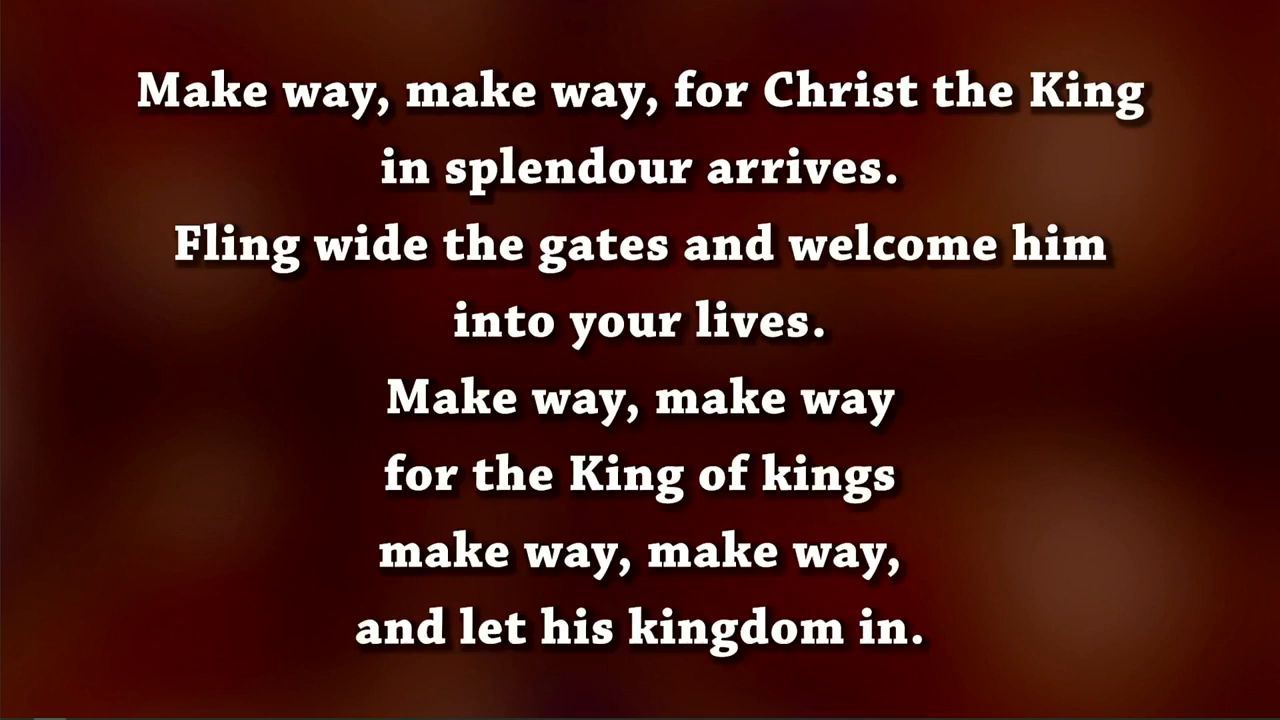 Make way, make way, for Christ the King
in splendour arrives.
Fling wide the gates and welcome him
into your lives.
Make way, make way
for the King of kings
make way, make way,
and let his kingdom in.